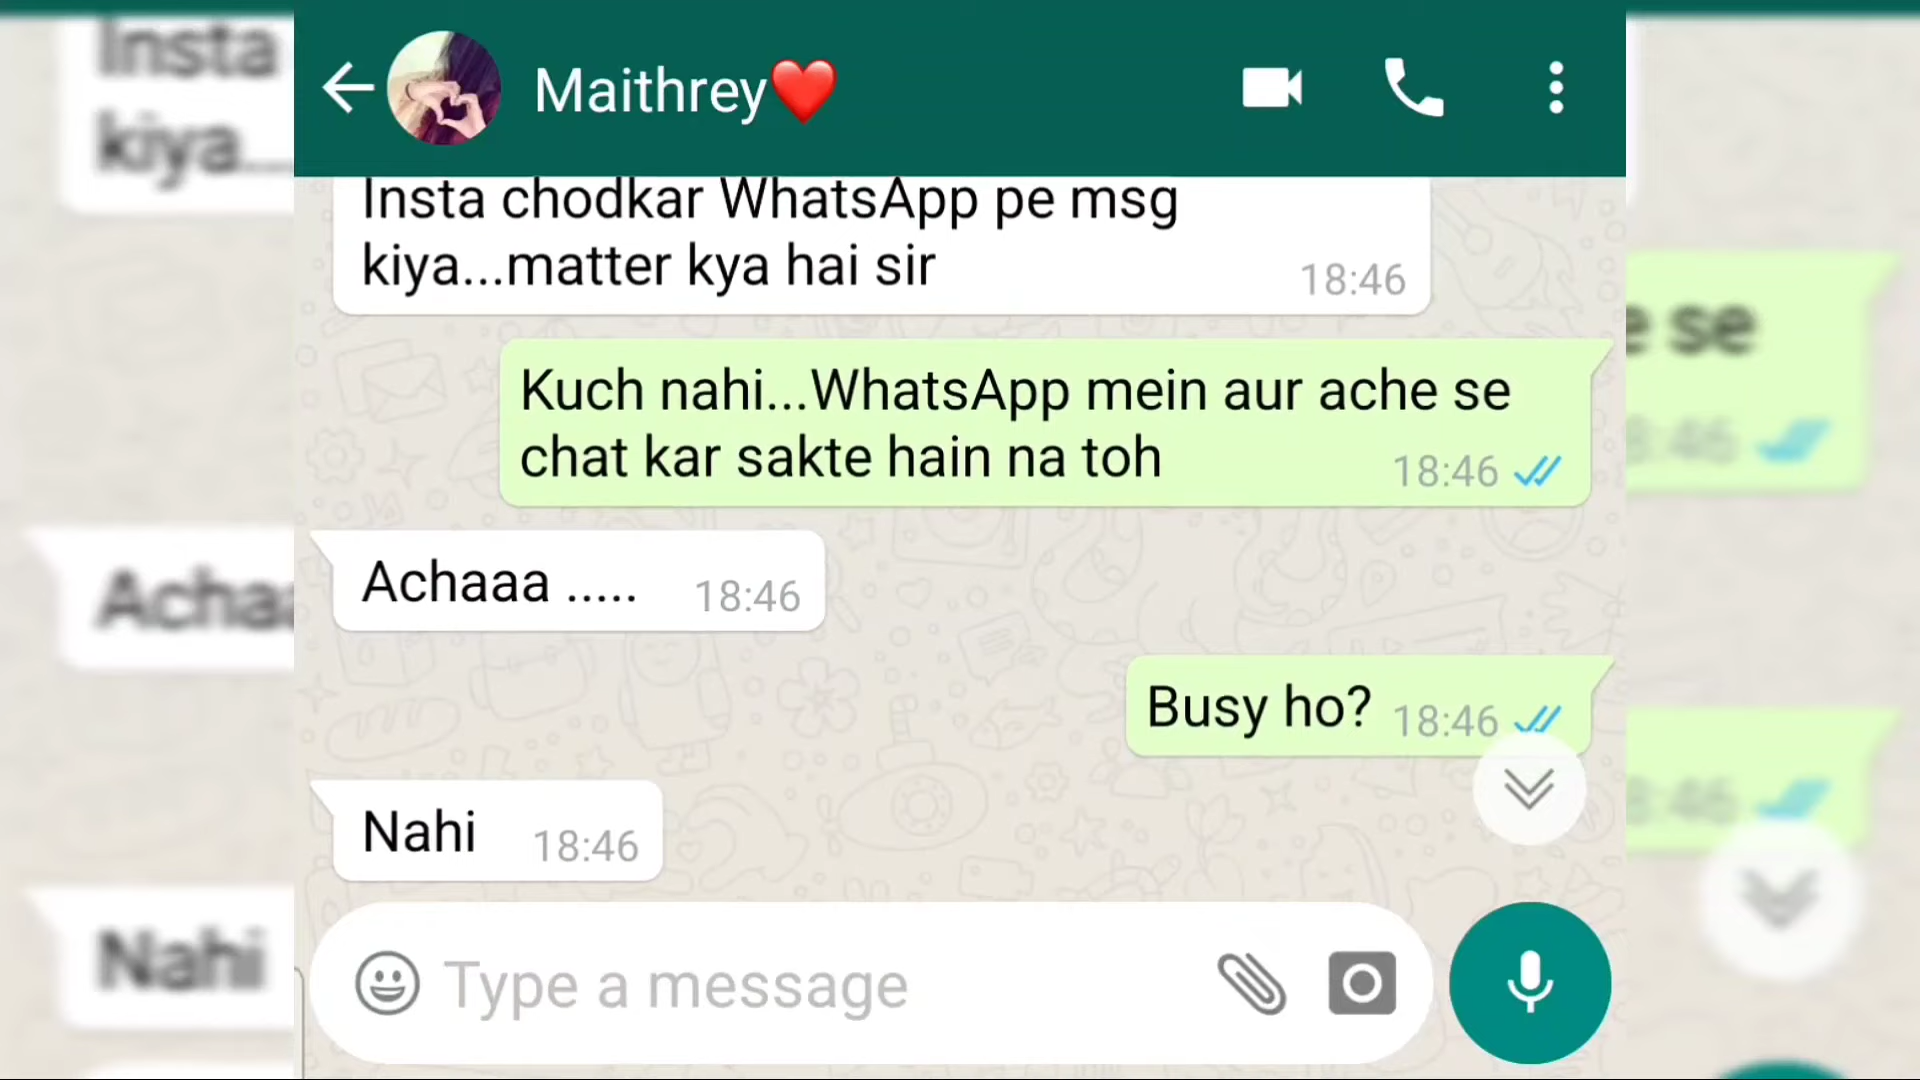 Maithrey❤️
Insta chodkar WhatsApp pe msg
kiya...matter kya hai sir
18:46
Kuch nahi...WhatsApp mein aur ache se
chat kar sakte hain na toh
18:46
Achaaa ..... 18:46
Busy ho? 18:46
Nahi 18:46
Type a message